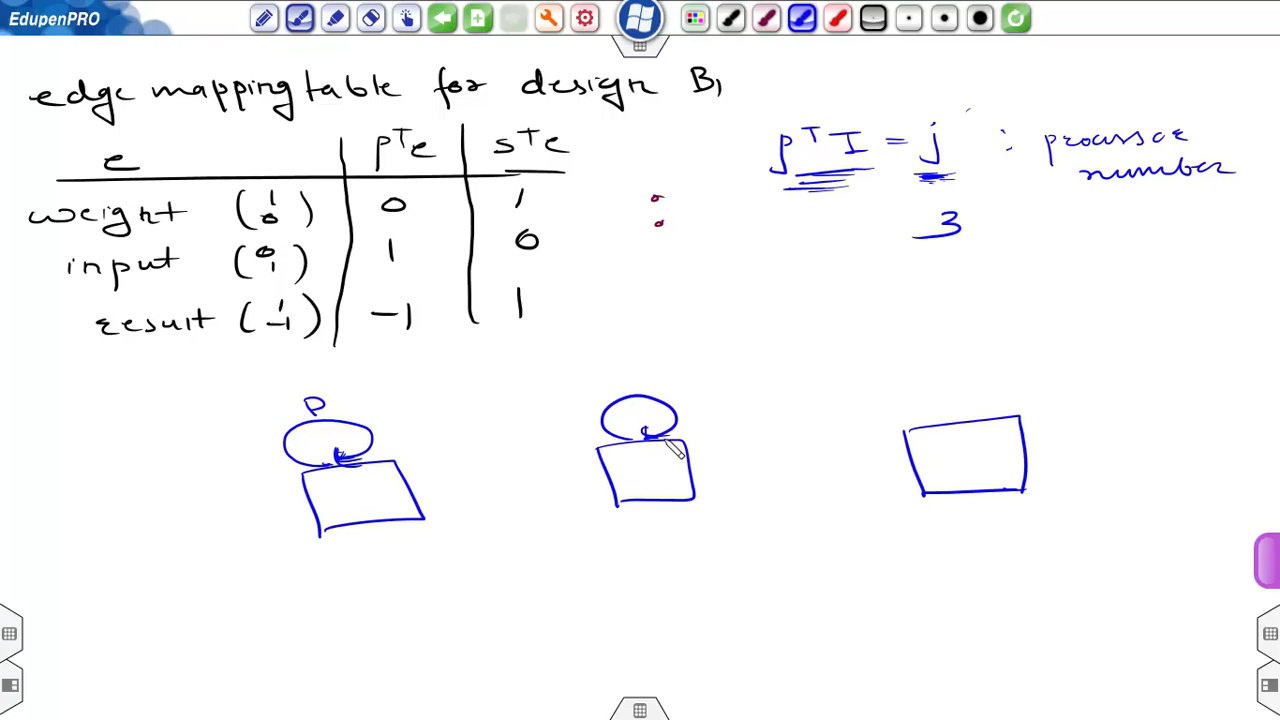 EdupenPRO
edge mapping table for design B1
e pᵀe sᵀe
weight (1 0) 0 1
input (0 1) 1 0
result (1 -1) -1 1
pᵀ I = j : processor
number
3
P